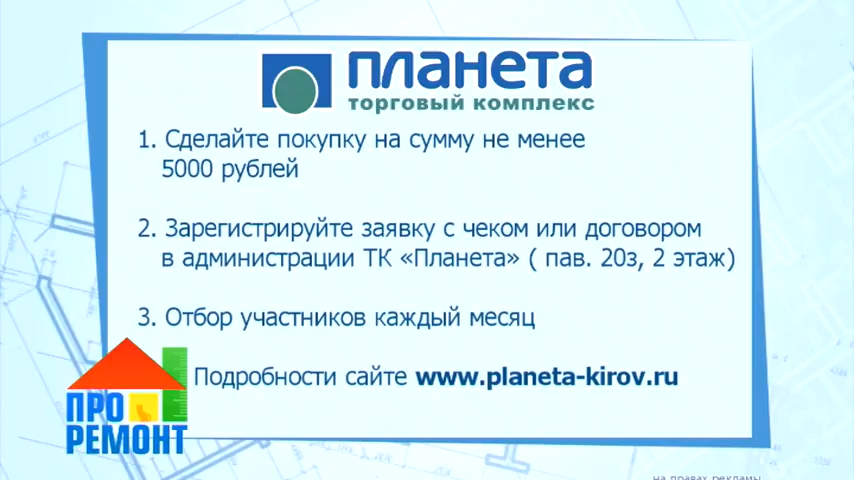 планета
торговый комплекс
1. Сделайте покупку на сумму не менее
5000 рублей
2. Зарегистрируйте заявку с чеком или договором
в администрации ТК «Планета» ( пав. 20з, 2 этаж)
3. Отбор участников каждый месяц
Подробности сайте www.planeta-kirov.ru
ПРО
РЕМОНТ
на правах рекламы